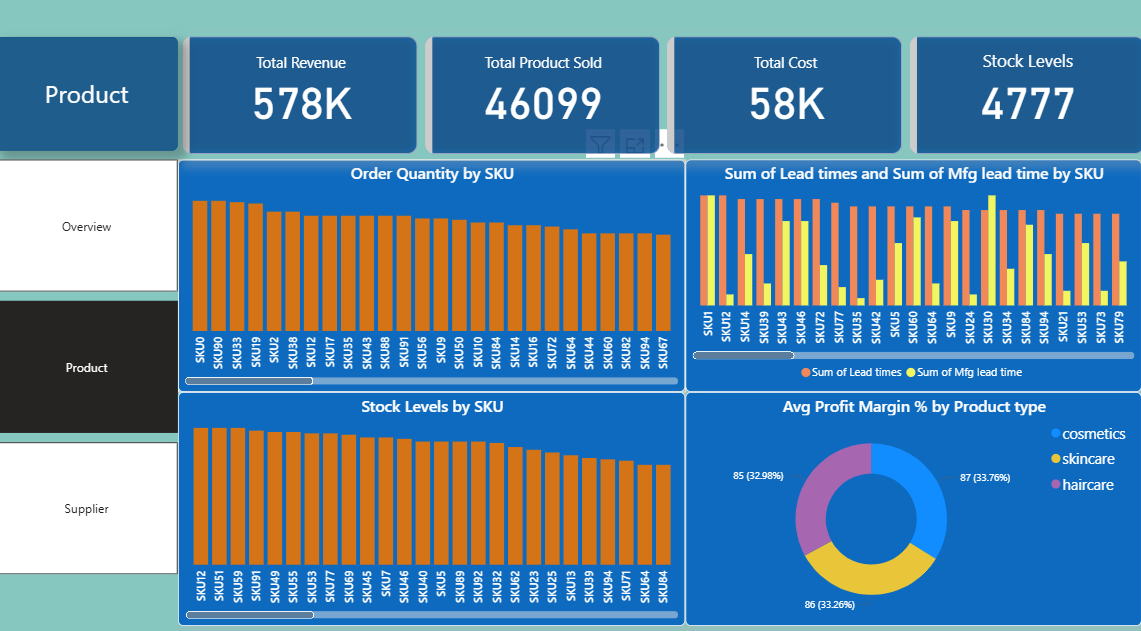 Product
Total Revenue
578K
Total Product Sold
46099
Total Cost
58K
Stock Levels
4777
Overview
Product
Supplier
Order Quantity by SKU
SKU0 SKU90 SKU33 SKU19 SKU2 SKU38 SKU12 SKU17 SKU35 SKU43 SKU88 SKU91 SKU56 SKU9 SKU50 SKU10 SKU84 SKU14 SKU16 SKU72 SKU64 SKU44 SKU60 SKU82 SKU94 SKU67
Sum of Lead times and Sum of Mfg lead time by SKU
SKU1 SKU12 SKU14 SKU39 SKU43 SKU46 SKU72 SKU77 SKU35 SKU42 SKU5 SKU60 SKU64 SKU9 SKU24 SKU30 SKU34 SKU84 SKU94 SKU21 SKU53 SKU73 SKU79
Sum of Lead times Sum of Mfg lead time
Stock Levels by SKU
SKU12 SKU51 SKU59 SKU91 SKU49 SKU55 SKU53 SKU77 SKU69 SKU45 SKU7 SKU46 SKU40 SKU5 SKU89 SKU92 SKU32 SKU62 SKU23 SKU25 SKU13 SKU39 SKU94 SKU71 SKU64 SKU84
Avg Profit Margin % by Product type
cosmetics
skincare
haircare
85 (32.98%)
87 (33.76%)
86 (33.26%)